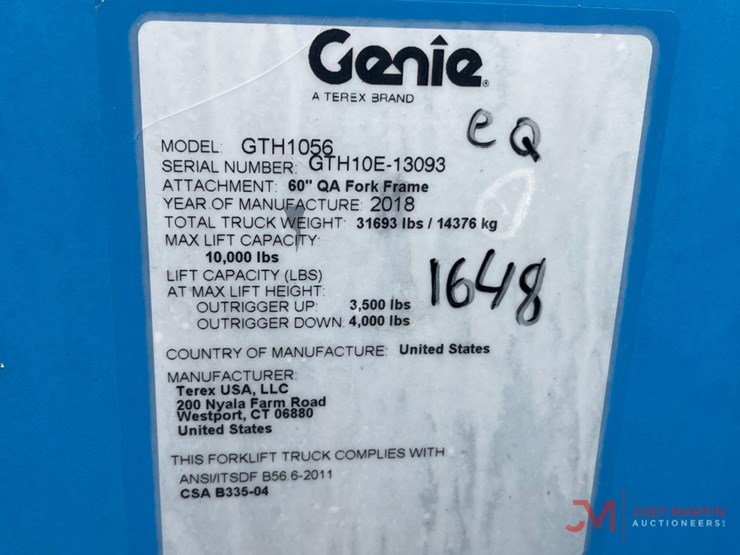 Genie®
A TEREX BRAND
eQ
MODEL: GTH1056
SERIAL NUMBER: GTH10E-13093
ATTACHMENT: 60" QA Fork Frame
YEAR OF MANUFACTURE: 2018
TOTAL TRUCK WEIGHT: 31693 lbs / 14376 kg
MAX LIFT CAPACITY:
10,000 lbs
LIFT CAPACITY (LBS)
AT MAX LIFT HEIGHT:
OUTRIGGER UP: 3,500 lbs
OUTRIGGER DOWN: 4,000 lbs
1648
COUNTRY OF MANUFACTURE: United States
MANUFACTURER:
Terex USA, LLC
200 Nyala Farm Road
Westport, CT 06880
United States
THIS FORKLIFT TRUCK COMPLIES WITH
ANSI/ITSDF B56.6-2011
CSA B335-04
JM JOEY MARTIN
AUCTIONEERS